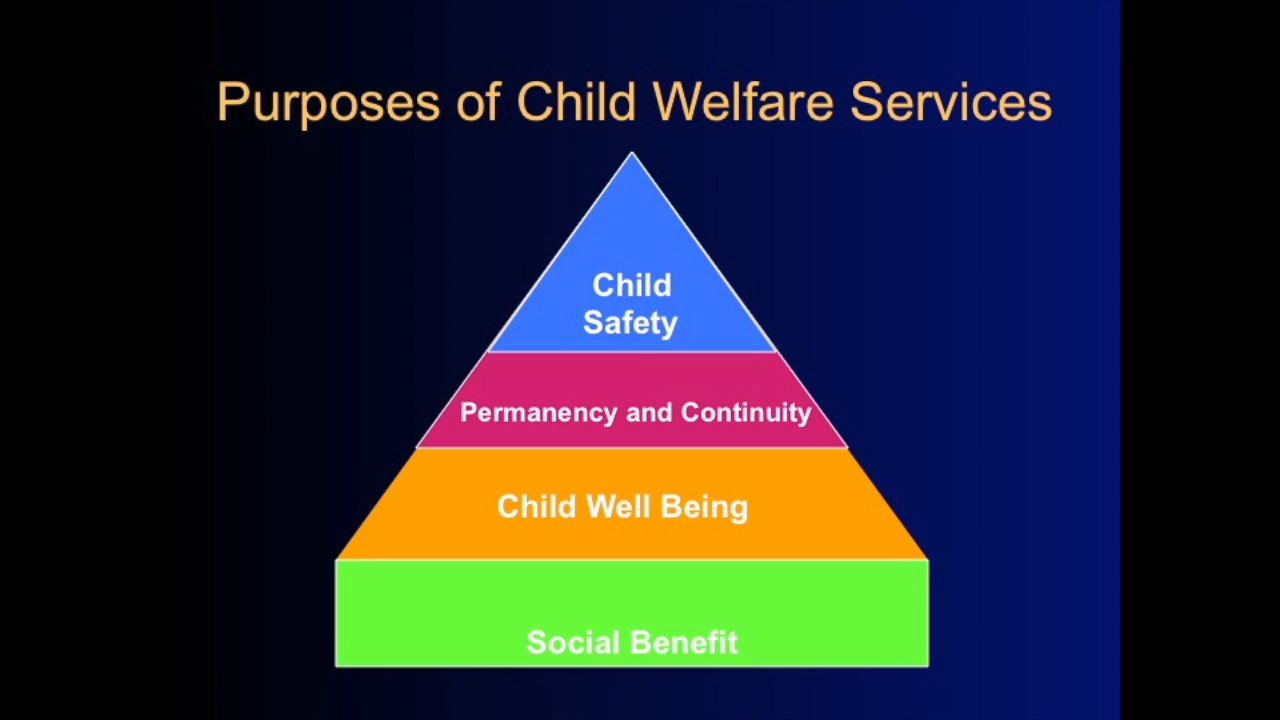 Purposes of Child Welfare Services
Child
Safety
Permanency and Continuity
Child Well Being
Social Benefit